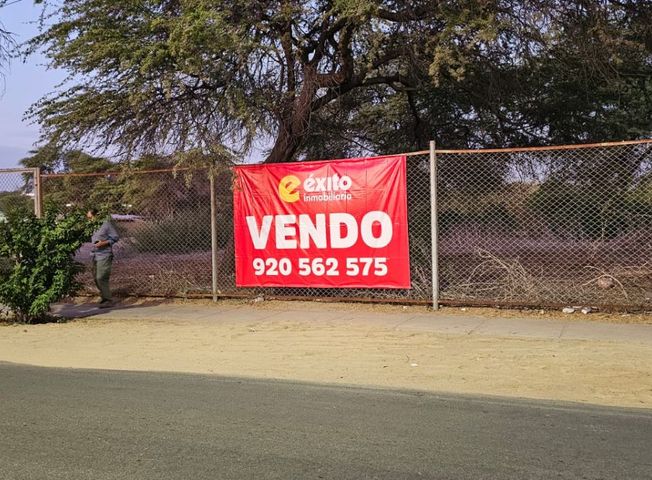 e éxito
inmobiliaria
VENDO
920 562 575